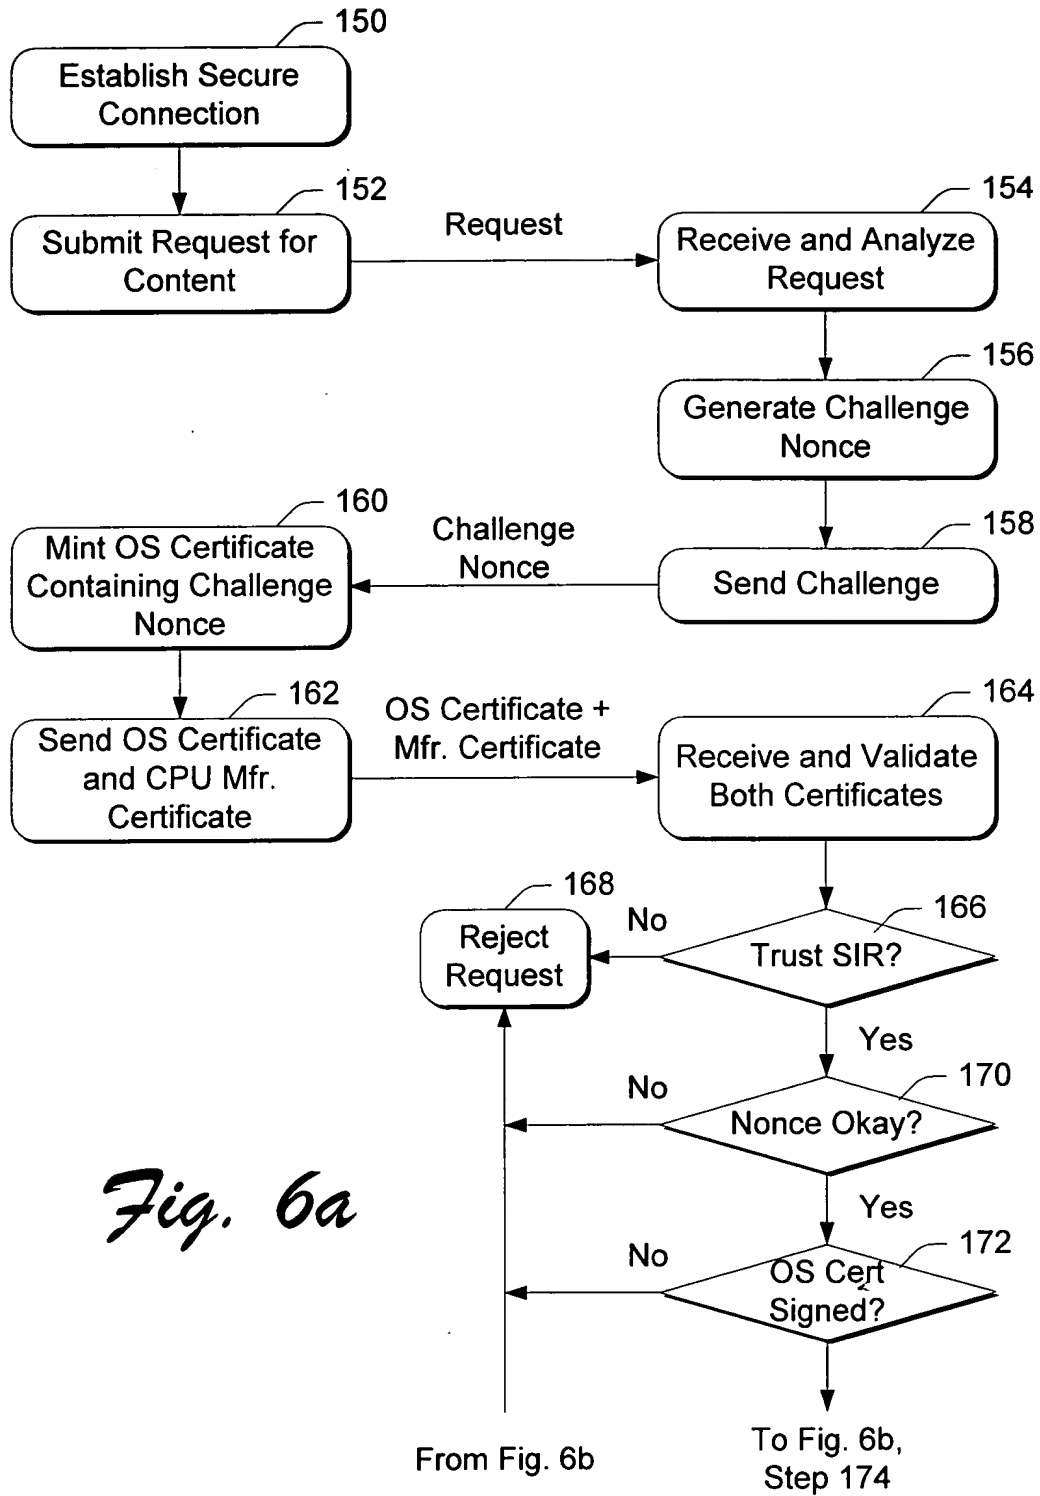 150
Establish Secure
Connection
152
Submit Request for
Content
Request
154
Receive and Analyze
Request
156
Generate Challenge
Nonce
158
Send Challenge
Challenge
Nonce
160
Mint OS Certificate
Containing Challenge
Nonce
162
Send OS Certificate
and CPU Mfr.
Certificate
OS Certificate +
Mfr. Certificate
164
Receive and Validate
Both Certificates
166
Trust SIR?
No
168
Reject
Request
Yes
170
Nonce Okay?
No
Yes
172
OS Cert
Signed?
No
Fig. 6a
From Fig. 6b
To Fig. 6b,
Step 174